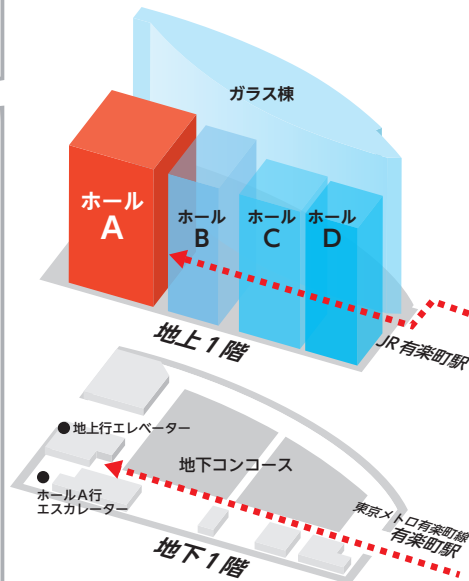 ガラス棟
ホール
A
ホール
B
ホール
C
ホール
D
地上1階
JR有楽町駅
地上行エレベーター
地下コンコース
ホールA行
エスカレーター
東京メトロ有楽町線
有楽町駅
地下1階